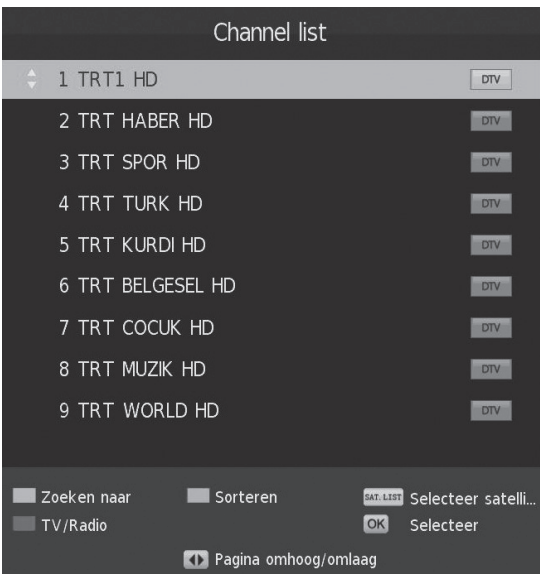 Channel list
1 TRT1 HD DTV
2 TRT HABER HD DTV
3 TRT SPOR HD DTV
4 TRT TURK HD DTV
5 TRT KURDI HD DTV
6 TRT BELGESEL HD DTV
7 TRT COCUK HD DTV
8 TRT MUZIK HD DTV
9 TRT WORLD HD DTV
Zoeken naar Sorteren SAT.LIST Selecteer satelli...
TV/Radio OK Selecteer
Pagina omhoog/omlaag